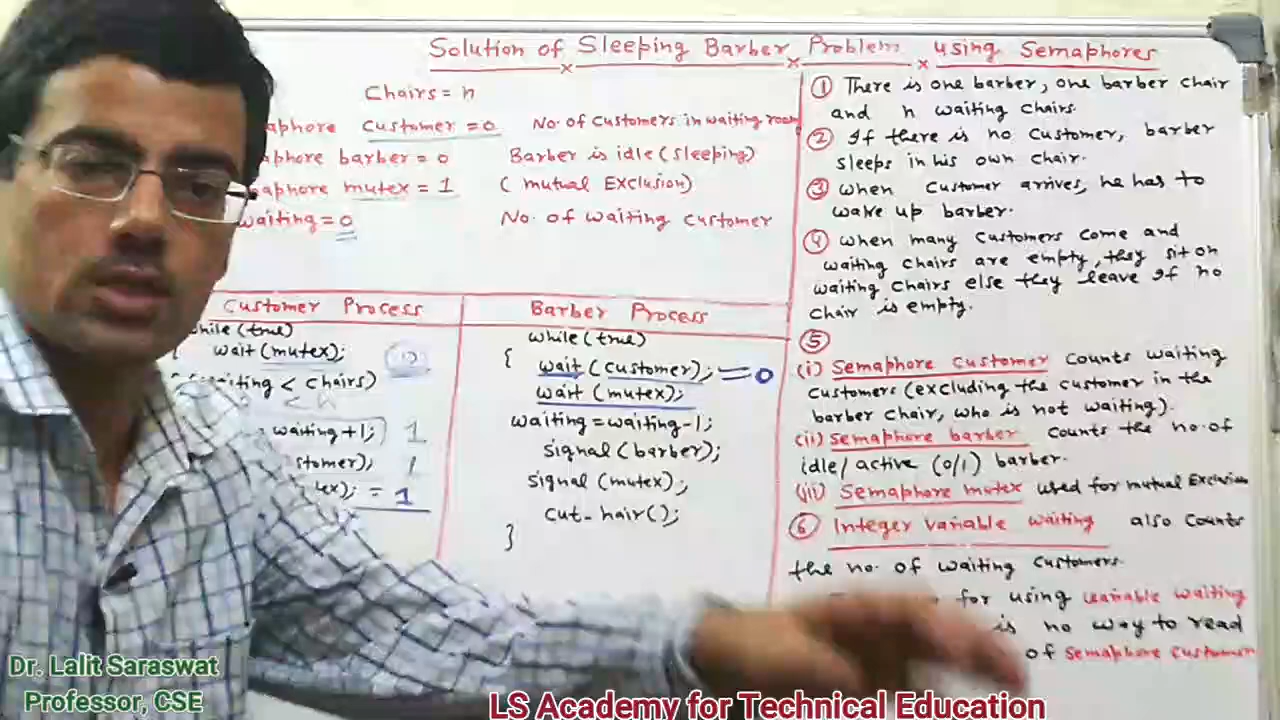 Solution of Sleeping Barber Problem using Semaphores
Chairs = n
aphore customer = 0 No. of customers in waiting room
aphore barber = 0 Barber is idle (sleeping)
aphore mutex = 1 ( mutual Exclusion)
waiting = 0 No. of waiting customer
Customer Process
while (true)
{ wait (mutex);
waiting < chairs)
0 < n
waiting+1; 1
stomer); 1
tex); = 1
Barber Process
while (true)
{ wait (customer); = 0
wait (mutex);
waiting = waiting-1;
signal (barber);
signal (mutex);
cut_hair();
}
① There is one barber, one barber chair
and n waiting chairs.
② If there is no customer, barber
sleeps in his own chair.
③ when customer arrives, he has to
wake up barber.
④ when many customers come and
waiting chairs are empty, they sit on
waiting chairs else they leave if no
chair is empty.
⑤
(i) Semaphore customer counts waiting
customers (excluding the customer in the
barber chair, who is not waiting).
(ii) Semaphore barber counts the no. of
idle/active (0/1) barber.
(iii) Semaphore mutex used for mutual Exclusion
⑥ Integer variable waiting also counts
the no. of waiting customers.
for using variable waiting
is no way to read
of Semaphore customer
Dr. Lalit Saraswat
Professor, CSE
LS Academy for Technical Education